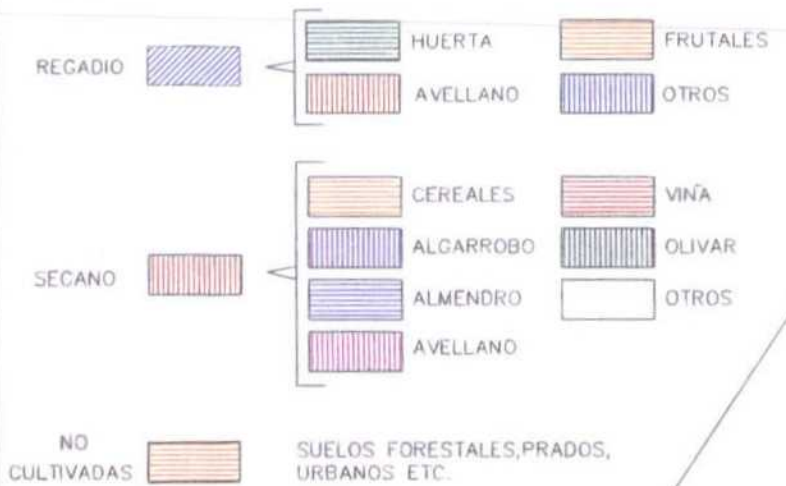 REGADIO
HUERTA
FRUTALES
AVELLANO
OTROS
SECANO
CEREALES
VIÑA
ALGARROBO
OLIVAR
ALMENDRO
OTROS
AVELLANO
NO
CULTIVADAS
SUELOS FORESTALES,PRADOS,
URBANOS ETC.